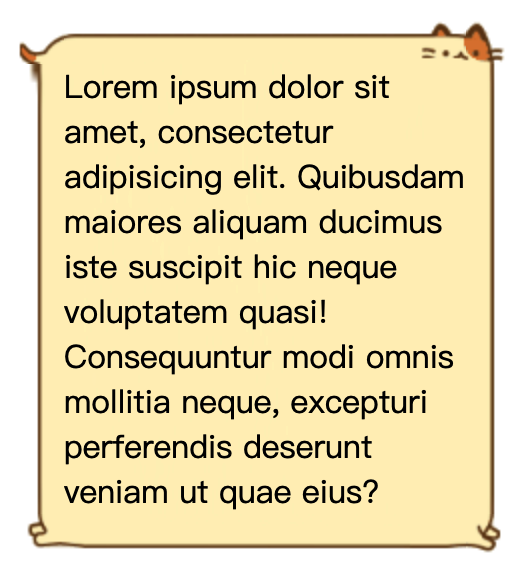 Lorem ipsum dolor sit
amet, consectetur
adipisicing elit. Quibusdam
maiores aliquam ducimus
iste suscipit hic neque
voluptatem quasi!
Consequuntur modi omnis
mollitia neque, excepturi
perferendis deserunt
veniam ut quae eius?